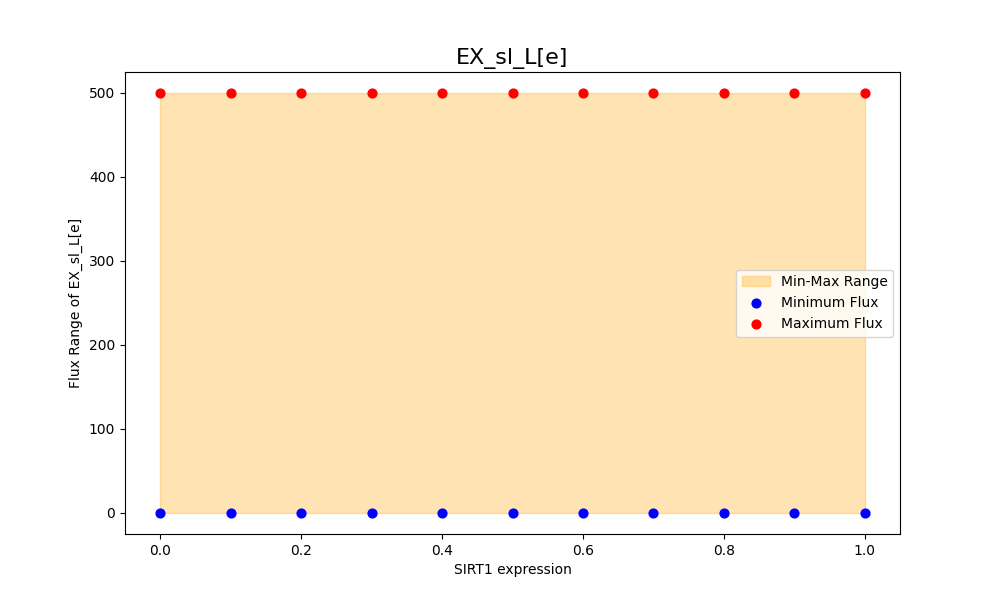 EX_sl_L[e]
Flux Range of EX_sl_L[e]
500
400
300
200
100
0
Min-Max Range
Minimum Flux
Maximum Flux
0.0 0.2 0.4 0.6 0.8 1.0
SIRT1 expression